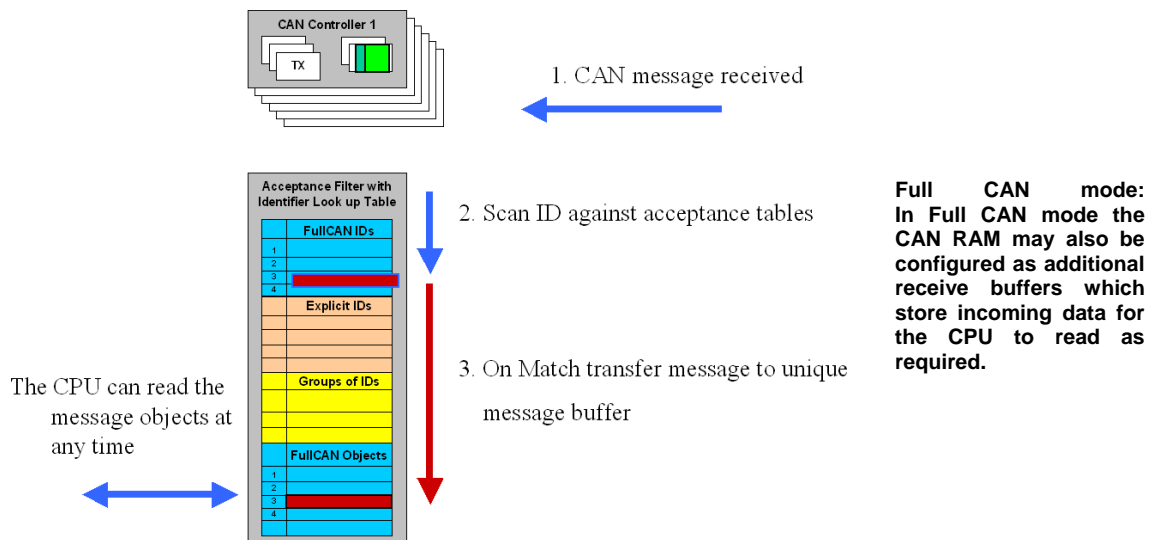 CAN Controller 1
TX
1. CAN message received
Acceptance Filter with
Identifier Look up Table
FullCAN IDs
1
2
3
4
Explicit IDs
Groups of IDs
FullCAN Objects
1
2
3
4
2. Scan ID against acceptance tables
3. On Match transfer message to unique
message buffer
The CPU can read the
message objects at
any time
Full CAN mode:
In Full CAN mode the
CAN RAM may also be
configured as additional
receive buffers which
store incoming data for
the CPU to read as
required.